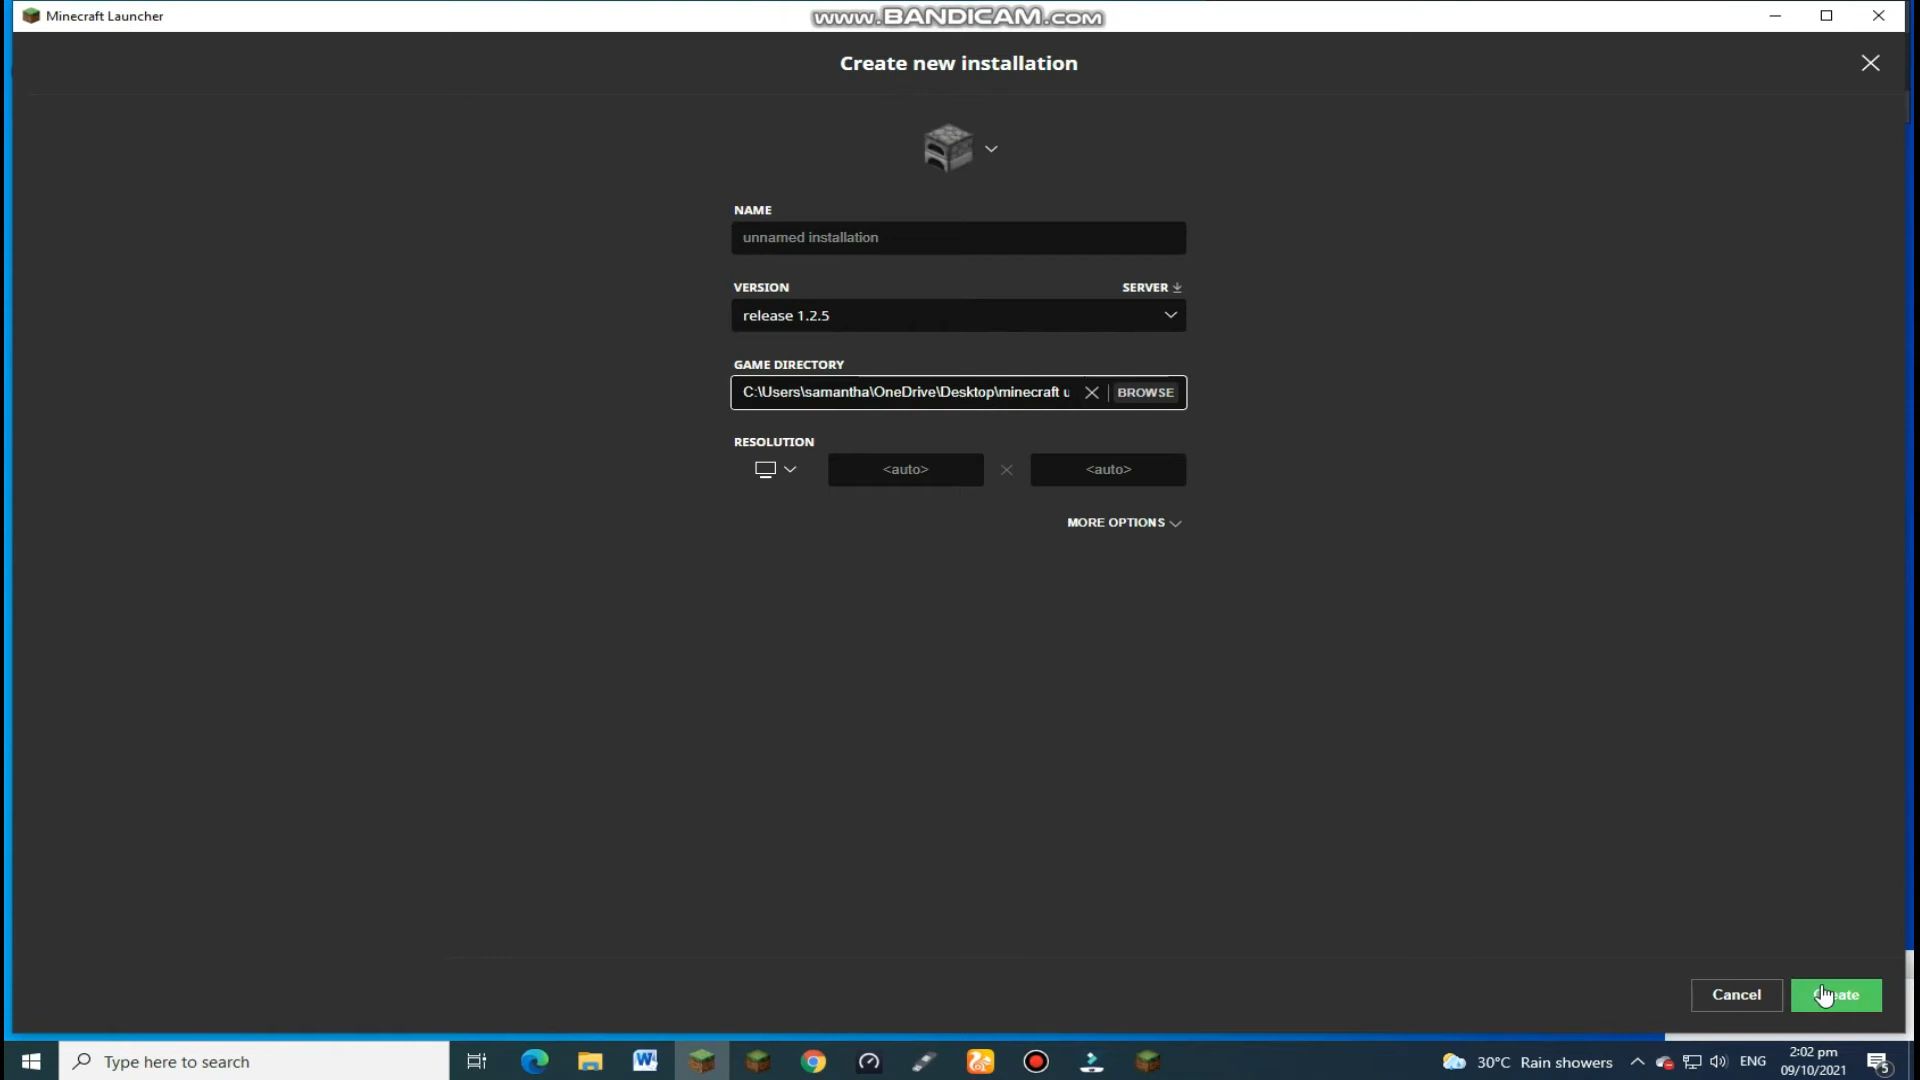 Minecraft Launcher
www.BANDICAM.com
Create new installation
NAME
unnamed installation
VERSION
SERVER
release 1.2.5
GAME DIRECTORY
C:\Users\samantha\OneDrive\Desktop\minecraft u
BROWSE
RESOLUTION
<auto>
<auto>
MORE OPTIONS
Cancel
Type here to search
30°C Rain showers
ENG
2:02 pm
09/10/2021
5